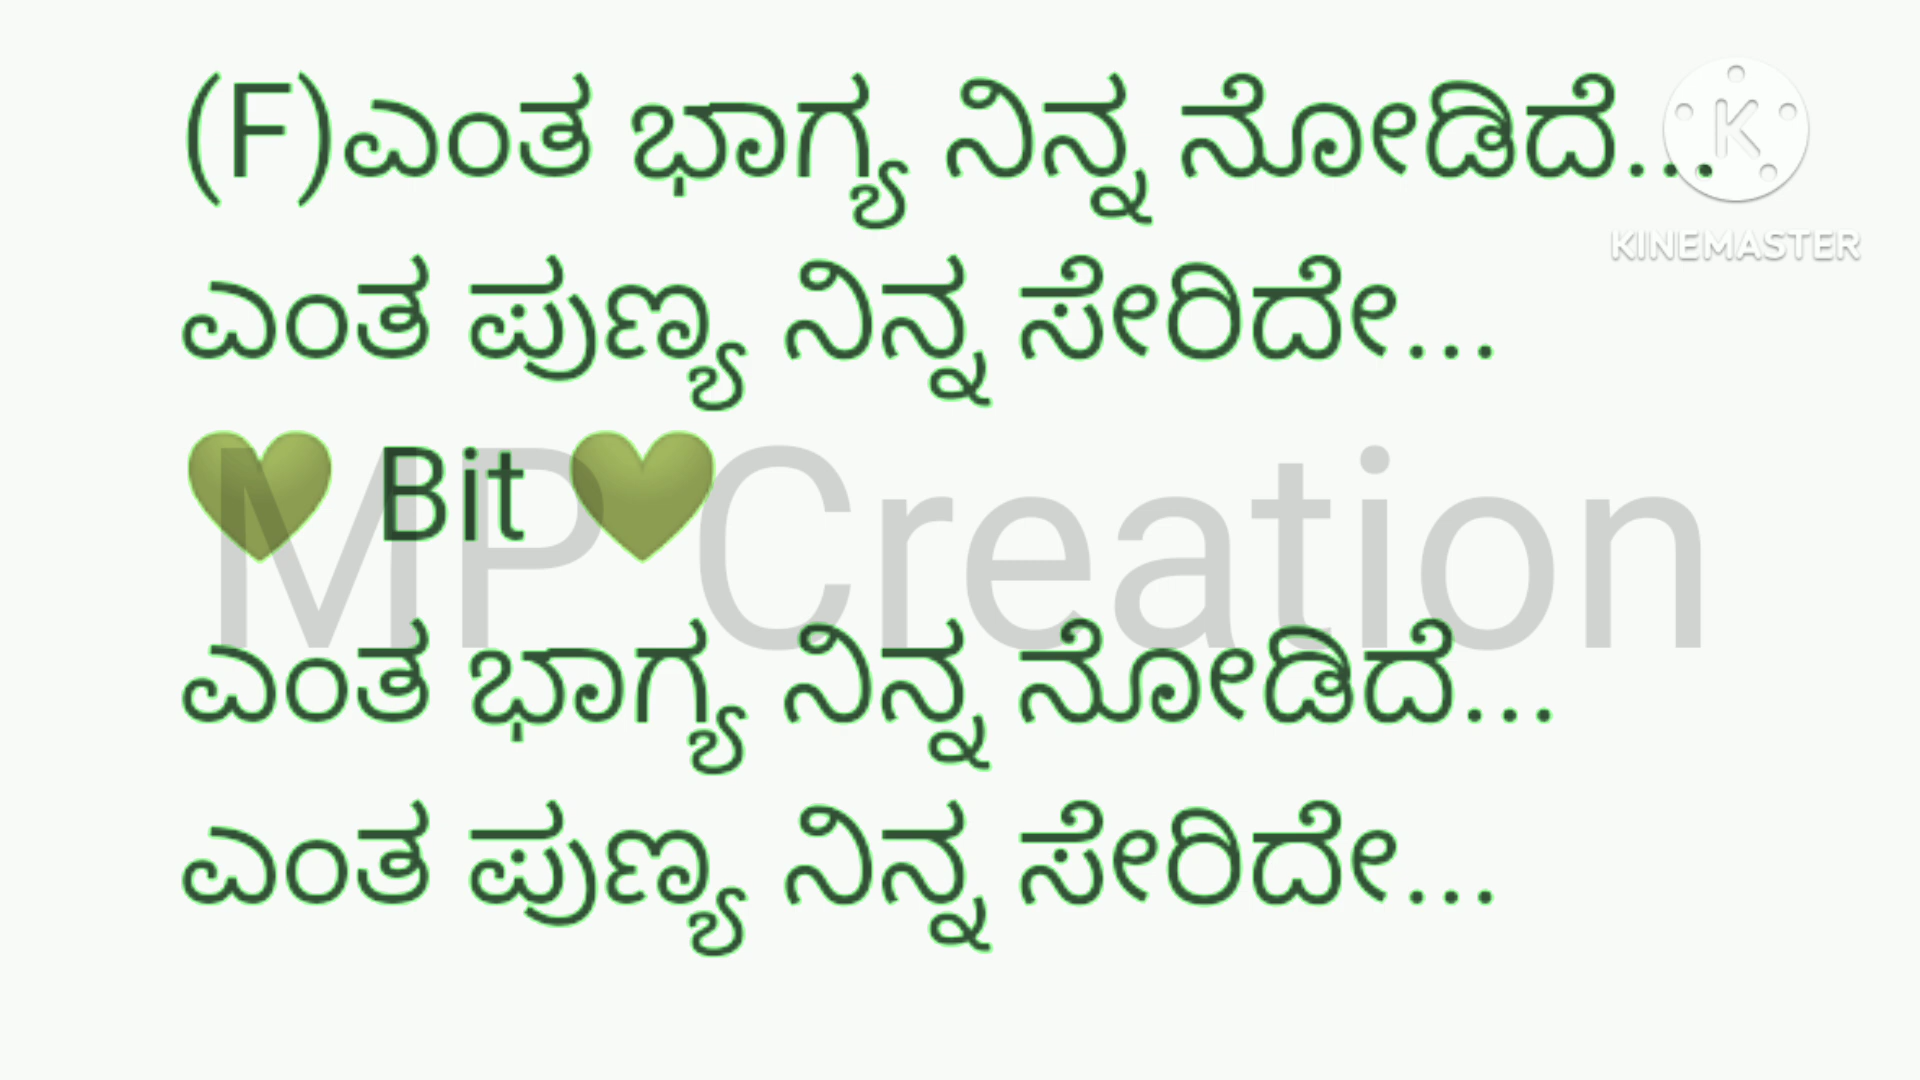 (F)ಎಂತ ಭಾಗ್ಯ ನಿನ್ನ ನೋಡಿದೆ...
KINEMASTER
ಎಂತ ಪುಣ್ಯ ನಿನ್ನ ಸೇರಿದೇ...
💚 Bit 💚
MP Creation
ಎಂತ ಭಾಗ್ಯ ನಿನ್ನ ನೋಡಿದೆ...
ಎಂತ ಪುಣ್ಯ ನಿನ್ನ ಸೇರಿದೇ...